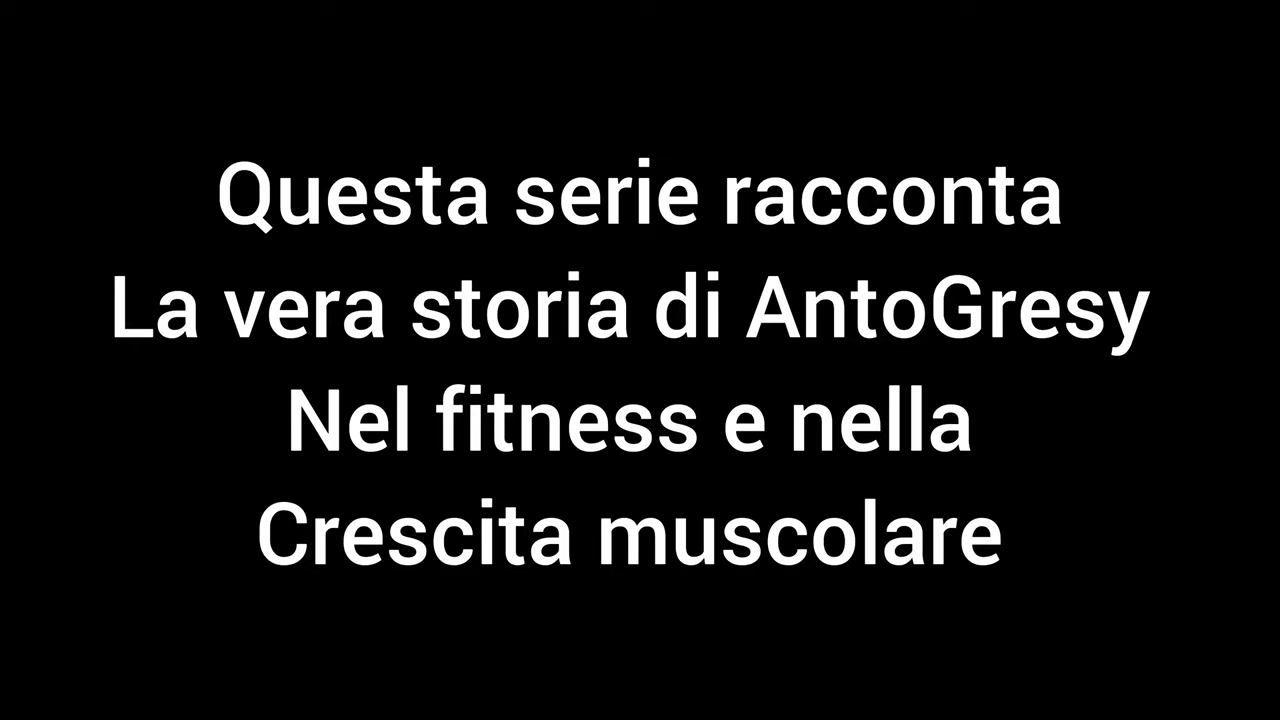 Questa serie racconta
La vera storia di AntoGresy
Nel fitness e nella
Crescita muscolare